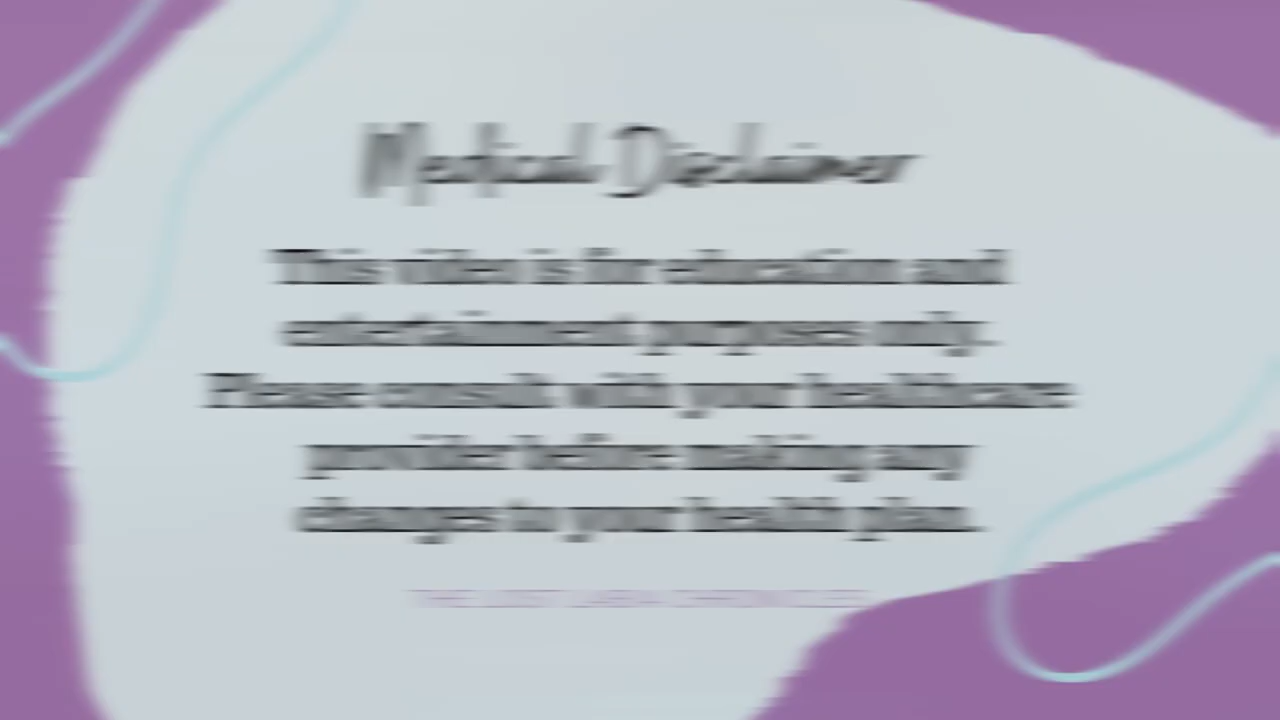 Medical Disclaimer
This video is for education and
entertainment purposes only.
Please consult with your healthcare
provider before making any
changes to your health plan.